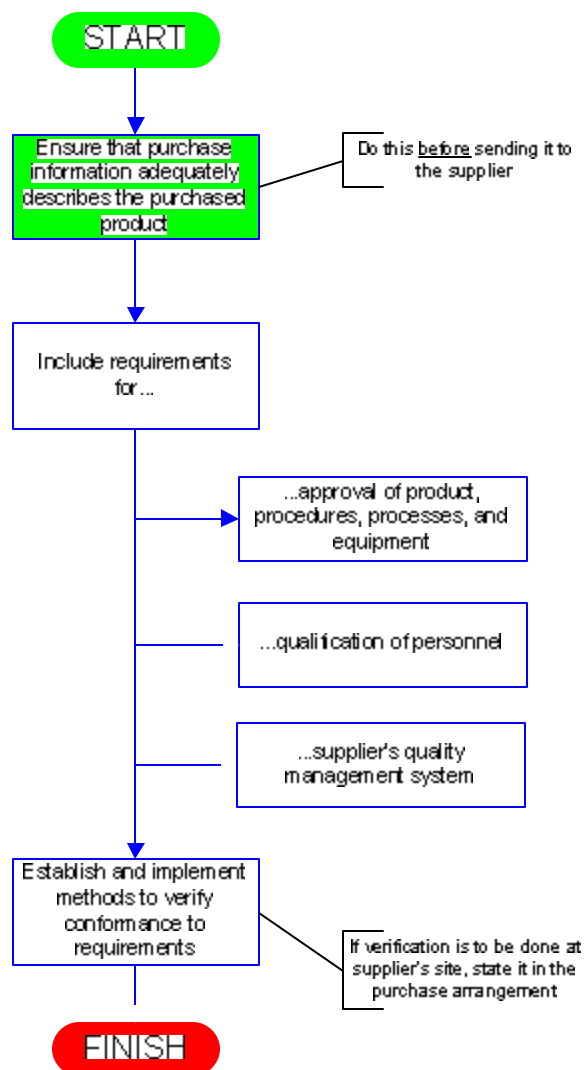 START
Ensure that purchase
information adequately
describes the purchased
product
Do this before sending it to
the supplier
Include requirements
for...
...approval of product,
procedures, processes, and
equipment
...qualification of personnel
...supplier's quality
management system
Establish and implement
methods to verify
conformance to
requirements
If verification is to be done at
supplier's site, state it in the
purchase arrangement
FINISH